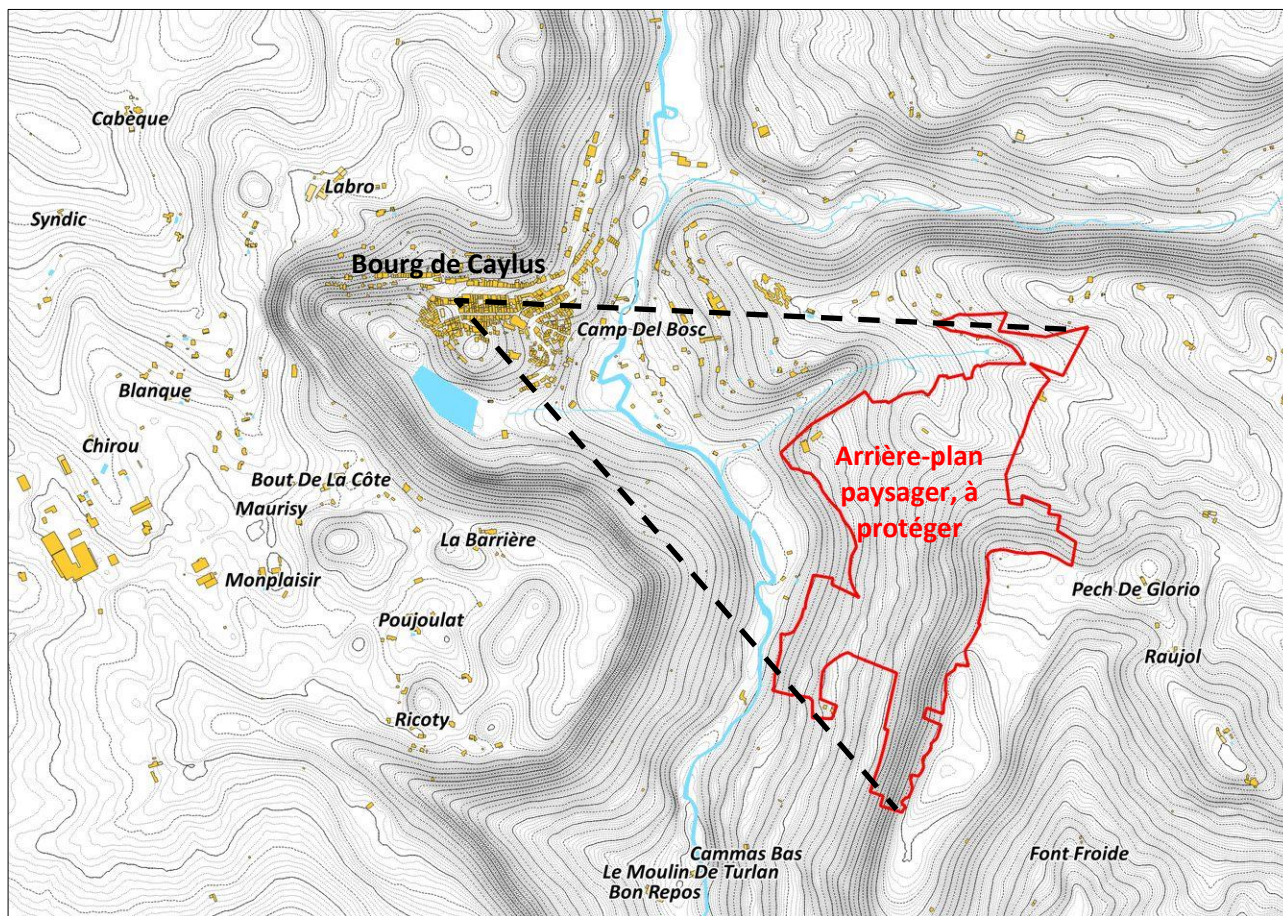 Cabèque
Labro
Syndic
Bourg de Caylus
Camp Del Bosc
Blanque
Chirou
Bout De La Côte
Maurisy
La Barrière
Monplaisir
Poujoulat
Ricoty
Arrière-plan
paysager, à
protéger
Pech De Glorio
Raujol
Cammas Bas
Le Moulin De Turlan
Bon Repos
Font Froide